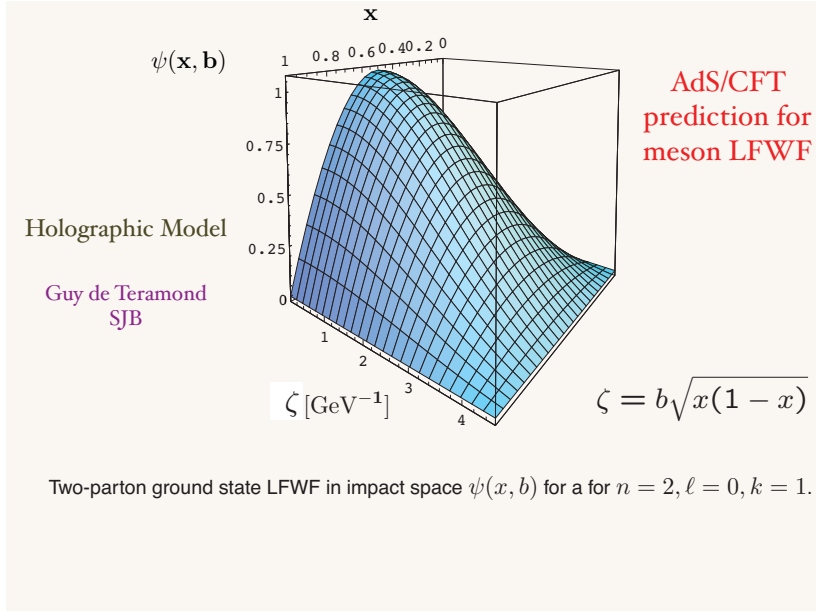 x
ψ(x, b)
1 0.8 0.6 0.4 0.2 0
1
0.75
0.5
0.25
0
1
2
3
4
AdS/CFT
prediction for
meson LFWF
Holographic Model
Guy de Teramond
SJB
ζ [GeV⁻¹]
ζ = b√x(1 − x)
Two-parton ground state LFWF in impact space ψ(x, b) for a for n = 2, ℓ = 0, k = 1.